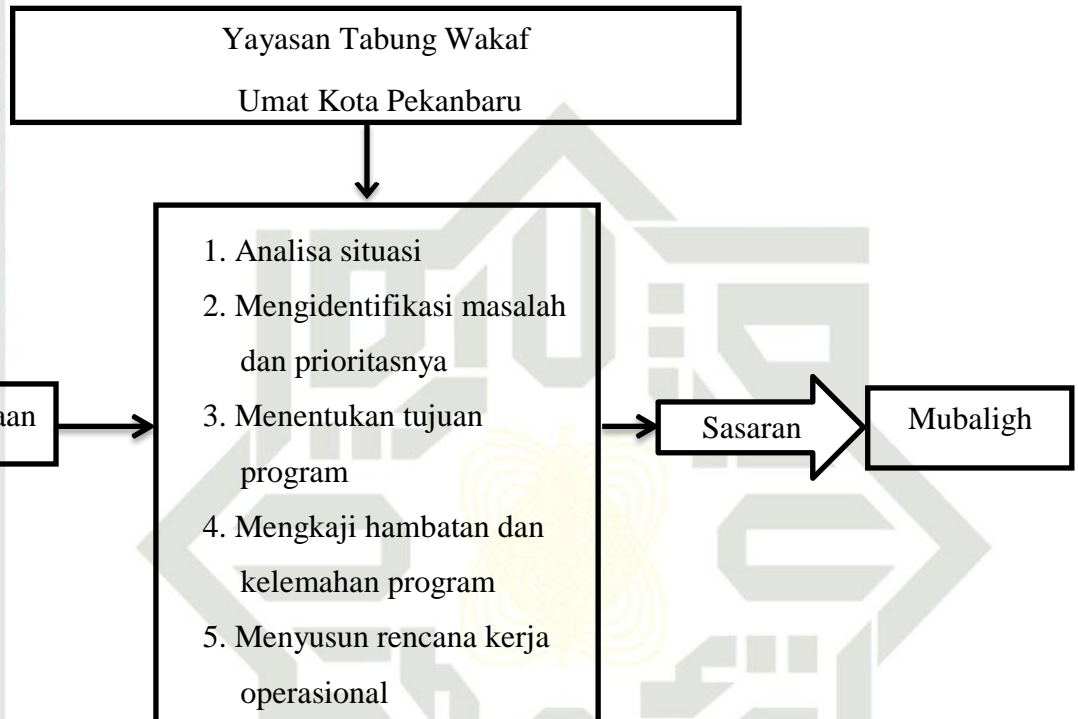 Yayasan Tabung Wakaf
Umat Kota Pekanbaru
1. Analisa situasi
2. Mengidentifikasi masalah
dan prioritasnya
aan
3. Menentukan tujuan
program
Sasaran
Mubaligh
4. Mengkaji hambatan dan
kelemahan program
5. Menyusun rencana kerja
operasional